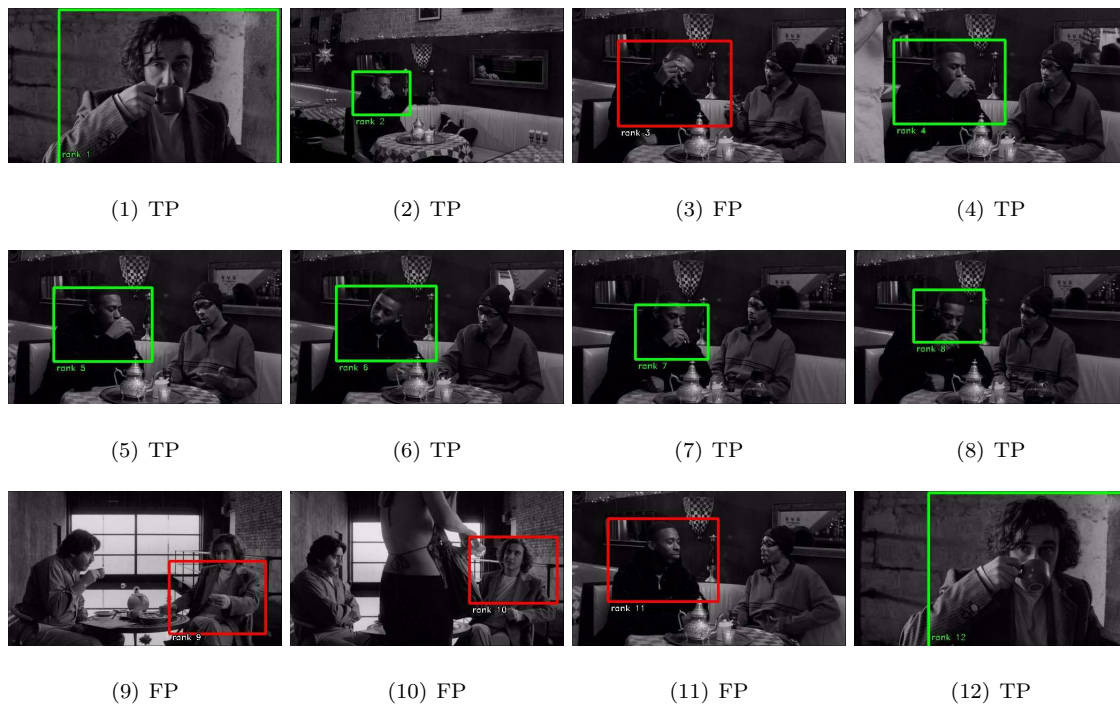 rank 1
rank 2
rank 3
rank 4
(1) TP
(2) TP
(3) FP
(4) TP
rank 5
rank 6
rank 7
rank 8
(5) TP
(6) TP
(7) TP
(8) TP
rank 9
rank 10
rank 11
rank 12
(9) FP
(10) FP
(11) FP
(12) TP